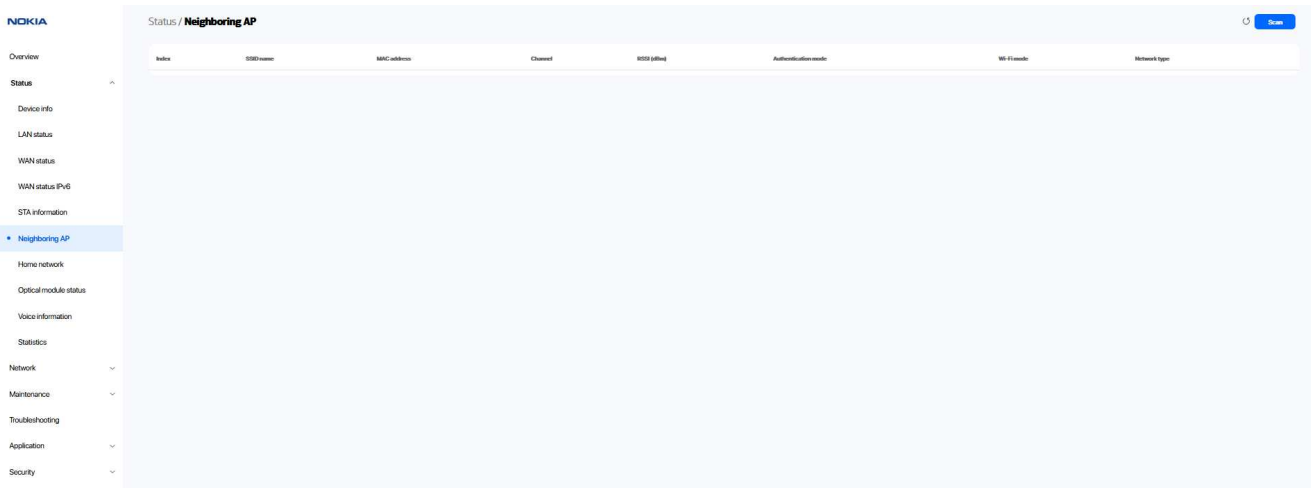 NOKIA
Status / Neighboring AP
Scan
Overview
Index SSID name MAC address Channel RSSI (dBm) Authentication mode Wi-Fi mode Network type
Status
Device info
LAN status
WAN status
WAN status IPv6
STA information
Neighboring AP
Home network
Optical module status
Voice information
Statistics
Network
Maintenance
Troubleshooting
Application
Security